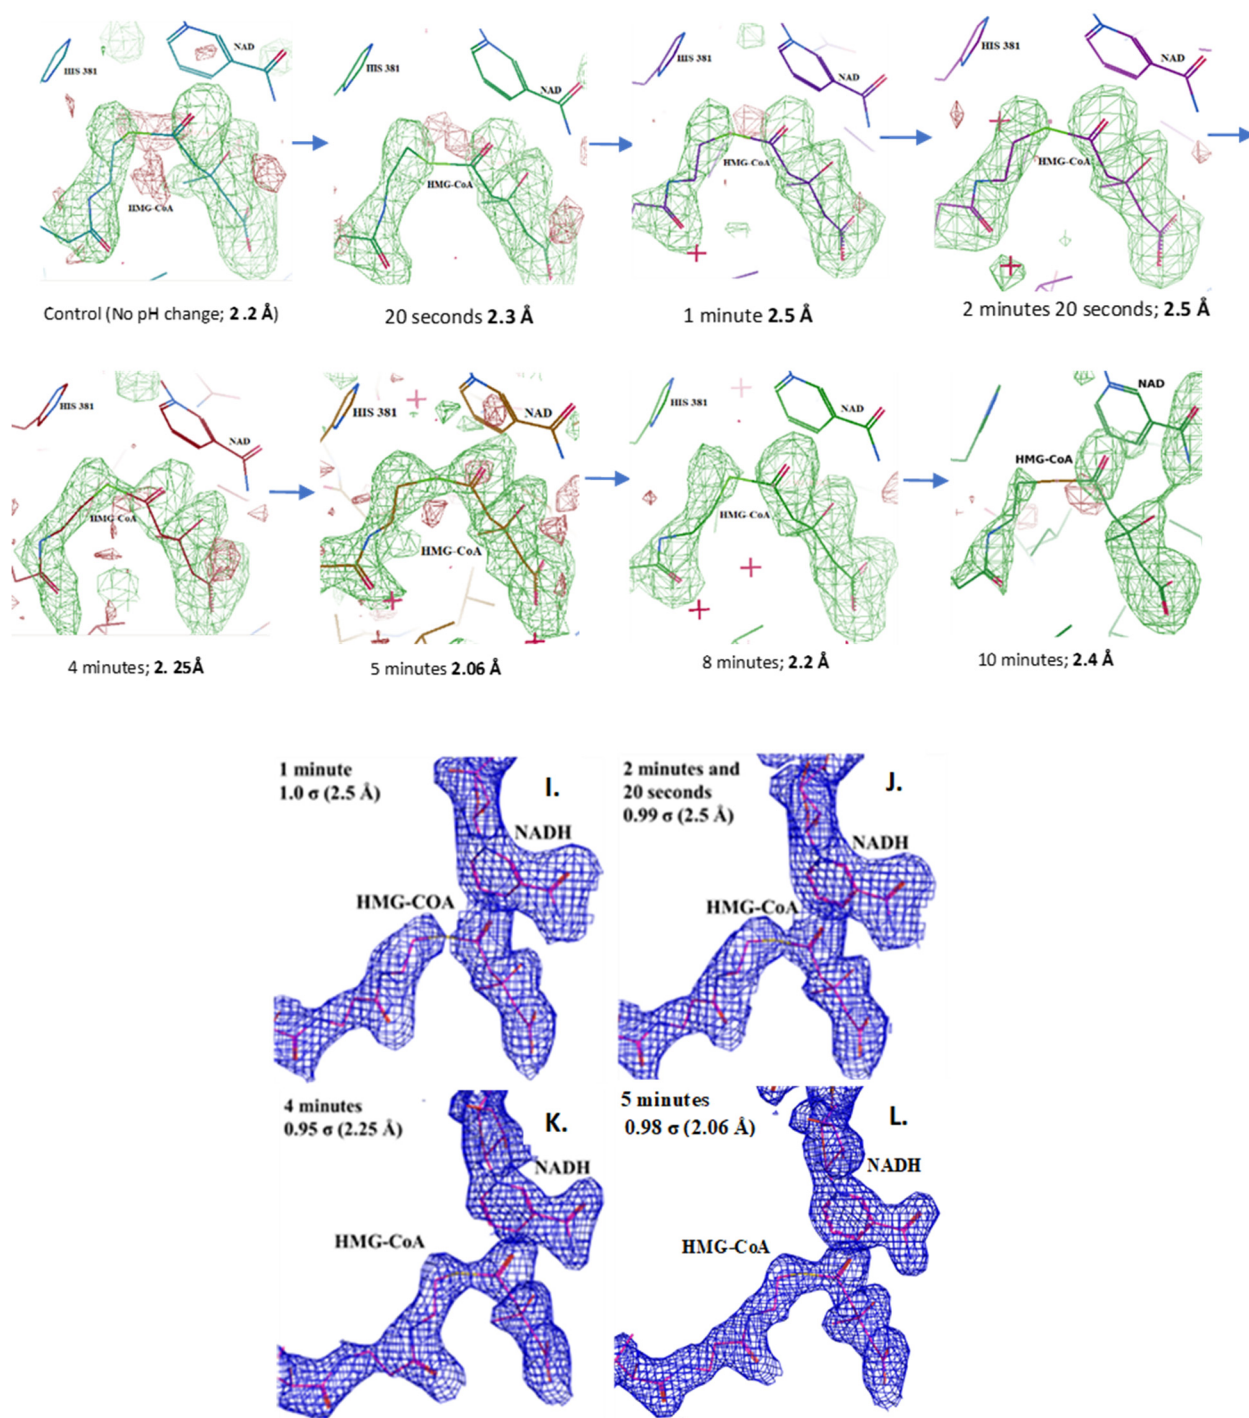 HIS 381
NAD
HMG-CoA
Control (No pH change; 2.2 Å)
HIS 381
NAD
HMG-CoA
20 seconds 2.3 Å
HIS 381
NAD
HMG-CoA
1 minute 2.5 Å
HIS 381
NAD
HMG-CoA
2 minutes 20 seconds; 2.5 Å
HIS 381
NAD
HMG-CoA
4 minutes; 2. 25Å
HIS 381
NAD
HMG-CoA
5 minutes 2.06 Å
HIS 381
NAD
HMG-CoA
8 minutes; 2.2 Å
NAD
HMG-CoA
10 minutes; 2.4 Å
1 minute
1.0 σ (2.5 Å)
I.
NADH
HMG-COA
2 minutes and
20 seconds
0.99 σ (2.5 Å)
J.
NADH
HMG-CoA
4 minutes
0.95 σ (2.25 Å)
K.
NADH
HMG-CoA
5 minutes
0.98 σ (2.06 Å)
L.
NADH
HMG-CoA